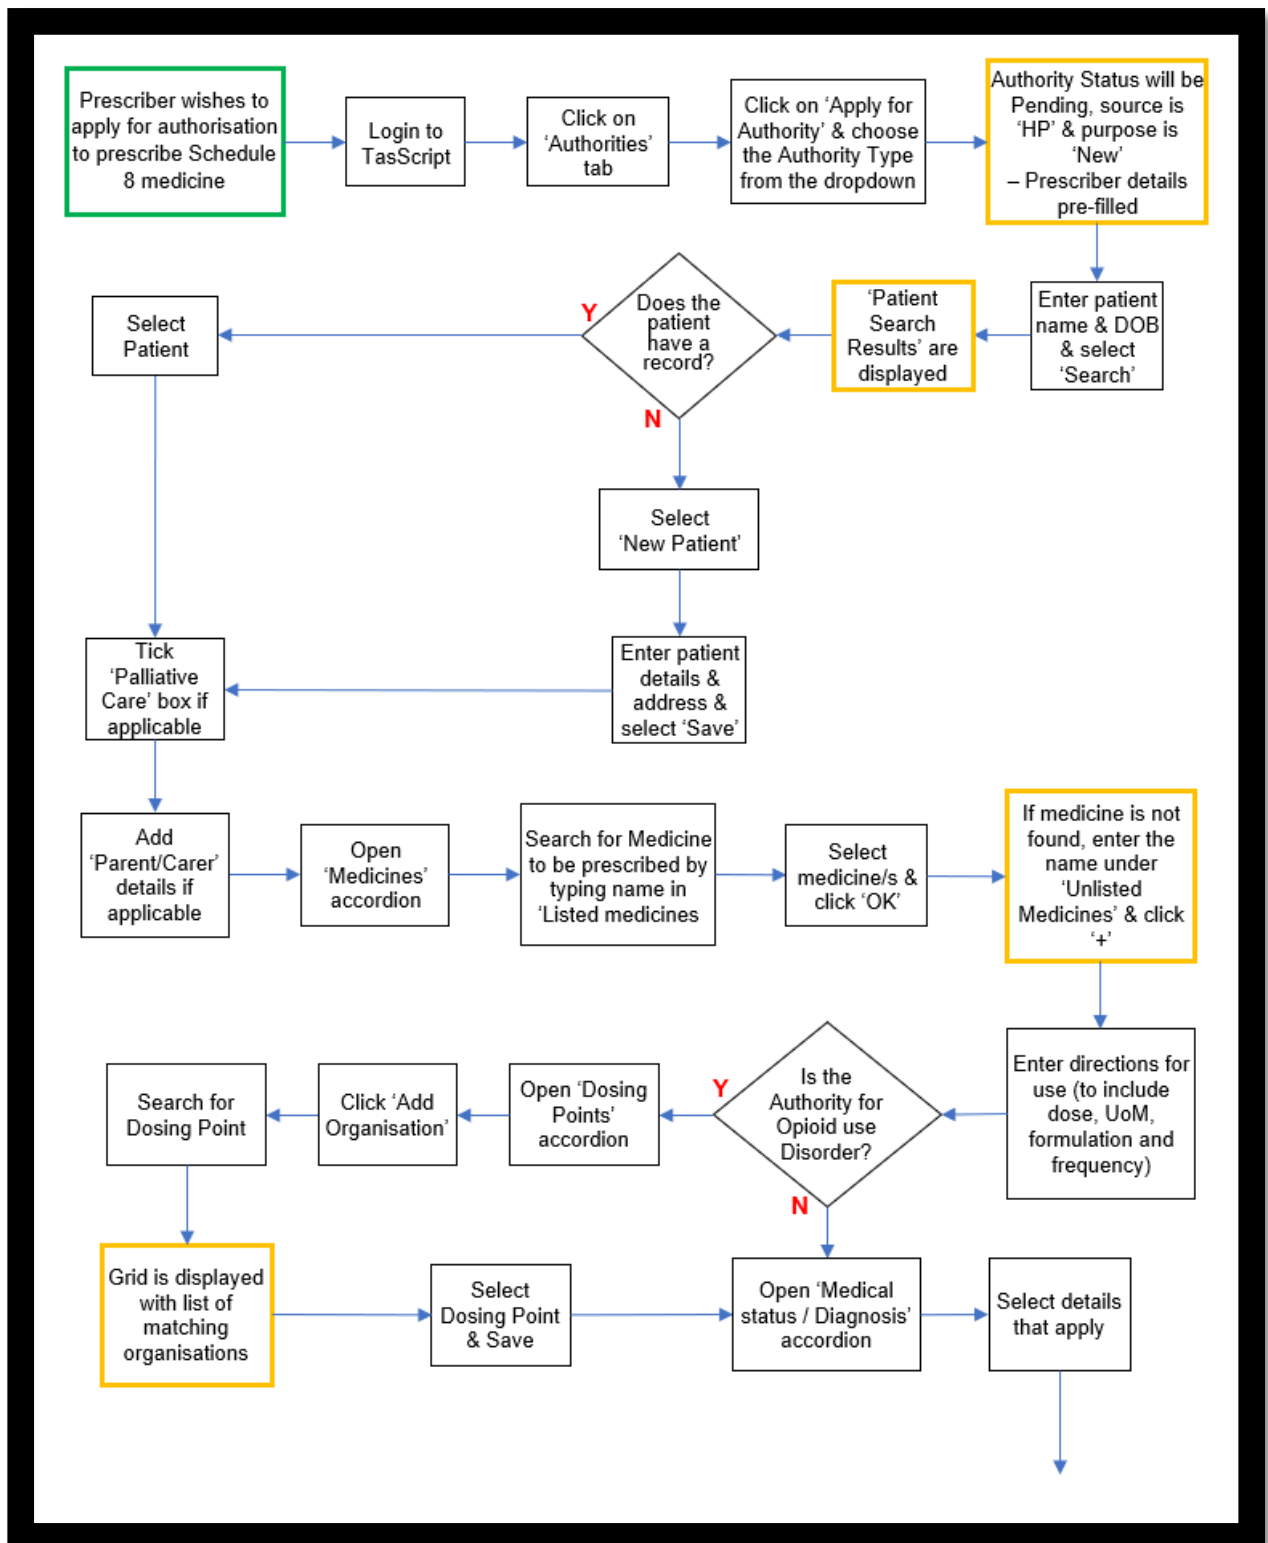 Prescriber wishes to
apply for authorisation
to prescribe Schedule
8 medicine
Login to
TasScript
Click on
‘Authorities’
tab
Click on ‘Apply for
Authority’ & choose
the Authority Type
from the dropdown
Authority Status will be
Pending, source is
‘HP’ & purpose is
‘New’
– Prescriber details
pre-filled
Enter patient
name & DOB
& select
‘Search’
‘Patient
Search
Results’ are
displayed
Does the
patient
have a
record?
Y
N
Select
Patient
Select
‘New Patient’
Enter patient
details &
address &
select ‘Save’
Tick
‘Palliative
Care’ box if
applicable
Add
‘Parent/Carer’
details if
applicable
Open
‘Medicines’
accordion
Search for Medicine
to be prescribed by
typing name in
‘Listed medicines
Select
medicine/s &
click ‘OK’
If medicine is not
found, enter the
name under
‘Unlisted
Medicines’ & click
‘+’
Enter directions for
use (to include
dose, UoM,
formulation and
frequency)
Is the
Authority for
Opioid use
Disorder?
Y
N
Open ‘Dosing
Points’
accordion
Click ‘Add
Organisation’
Search for
Dosing Point
Grid is displayed
with list of
matching
organisations
Select
Dosing Point
& Save
Open ‘Medical
status / Diagnosis’
accordion
Select details
that apply